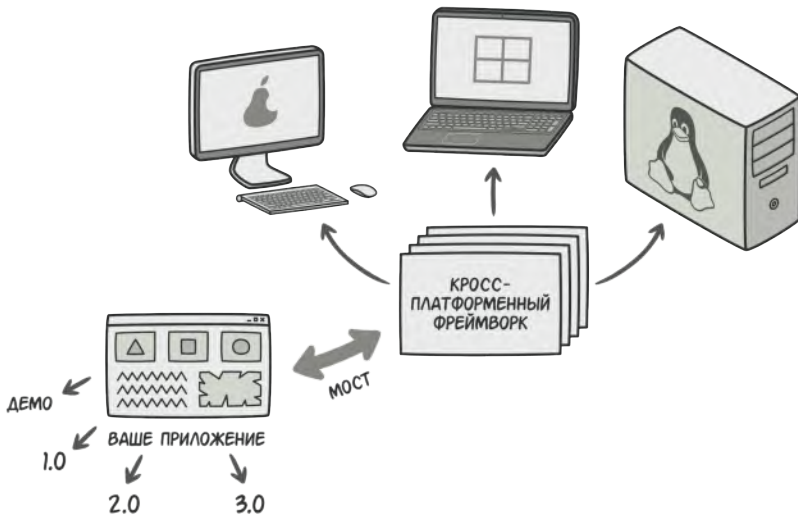 КРОСС-
ПЛАТФОРМЕННЫЙ
ФРЕЙМВОРК
МОСТ
ДЕМО
ВАШЕ ПРИЛОЖЕНИЕ
1.0
2.0
3.0